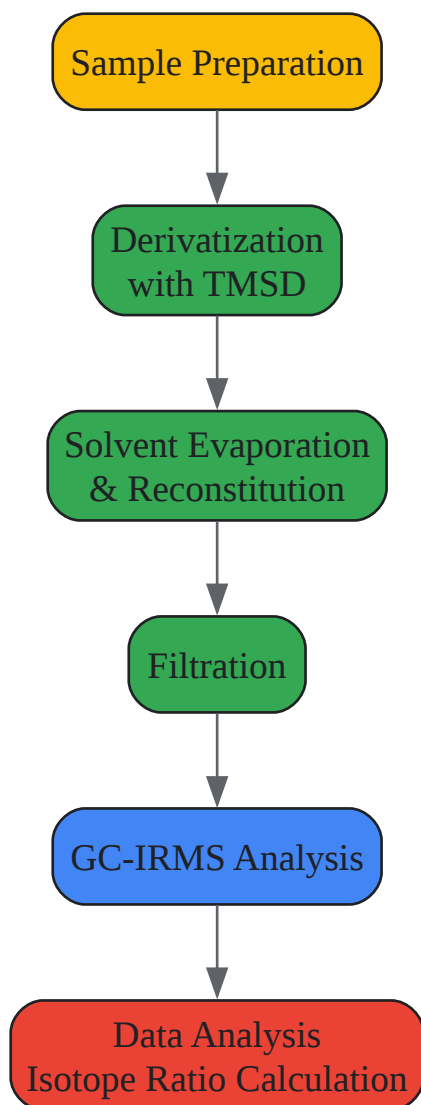 Sample Preparation
Derivatization
with TMSD
Solvent Evaporation
& Reconstitution
Filtration
GC-IRMS Analysis
Data Analysis
Isotope Ratio Calculation